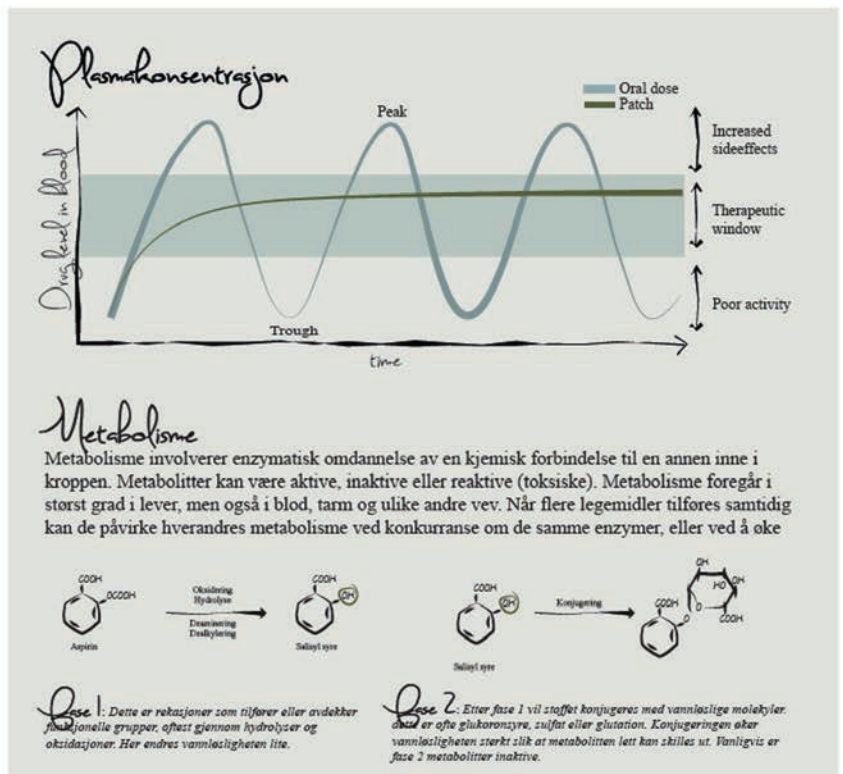 Plasmakonsentrasjon
Oral dose
Patch
Peak
Increased
sideeffects
Drug level in blood
Therapeutic
window
Poor activity
Trough
time
Metabolisme
Metabolisme involverer enzymatisk omdannelse av en kjemisk forbindelse til en annen inne i
kroppen. Metabolitter kan være aktive, inaktive eller reaktive (toksiske). Metabolisme foregår i
størst grad i lever, men også i blod, tarm og ulike andre vev. Når flere legemidler tilføres samtidig
kan de påvirke hverandres metabolisme ved konkurranse om de samme enzymer, eller ved å øke
COOH
OCOOH
Aspirin
Oksidering
Hydrolyse
Deaminering
Dealkylering
COOH
OH
Salisyl syre
COOH
OH
Salisyl syre
Konjugering
COOH
O
O
OH
HO
OH
COOH
Fase 1: Dette er rekasjoner som tilfører eller avdekker
funksjonelle grupper, oftest gjennom hydrolyser og
oksidasjoner. Her endres vannløsligheten lite.
Fase 2: Etter fase 1 vil stoffet konjugeres med vannløslige molekyler.
dette er ofte glukoronsyre, sulfat eller glutation. Konjugeringen øker
vannløsligheten sterkt slik at metabolitten lett kan skilles ut. Vanligvis er
fase 2 metabolitter inaktive.